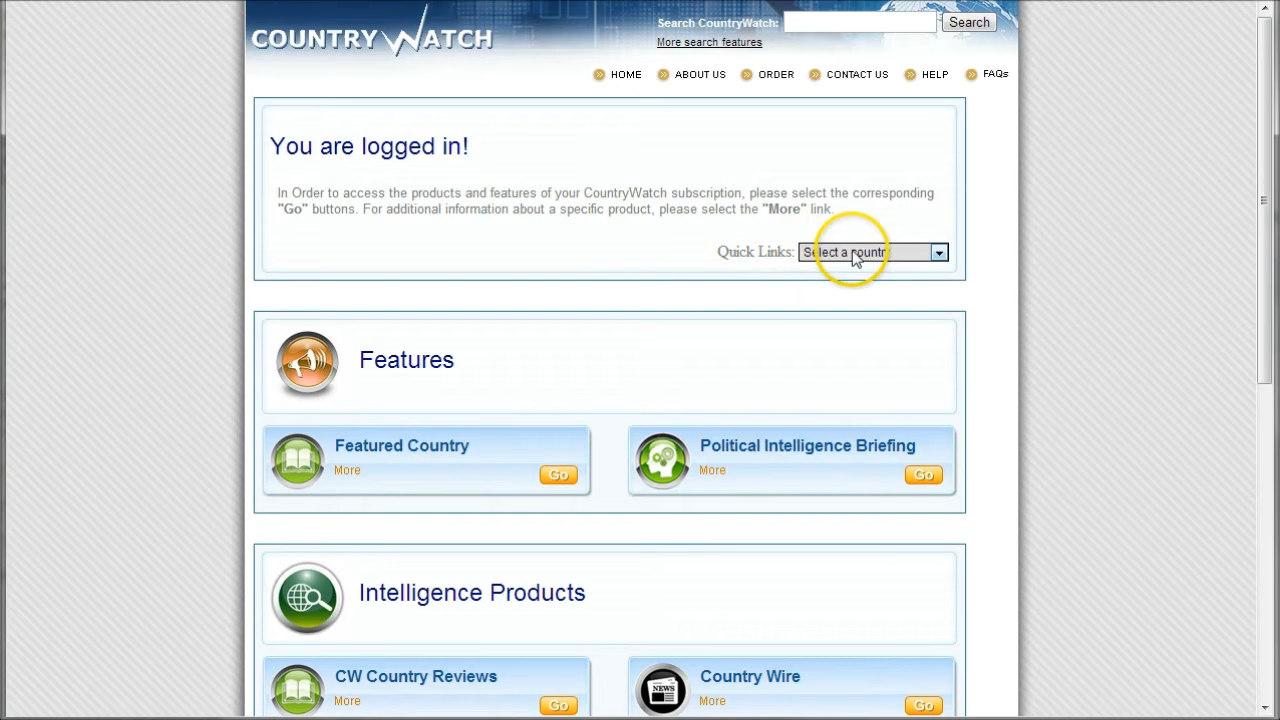 COUNTRYWATCH
Search CountryWatch:
Search
More search features
HOME ABOUT US ORDER CONTACT US HELP FAQs
You are logged in!
In Order to access the products and features of your CountryWatch subscription, please select the corresponding
"Go" buttons. For additional information about a specific product, please select the "More" link.
Quick Links: Select a country
Features
Featured Country
More
Go
Political Intelligence Briefing
More
Go
Intelligence Products
CW Country Reviews
More
Go
Country Wire
NEWS
More
Go